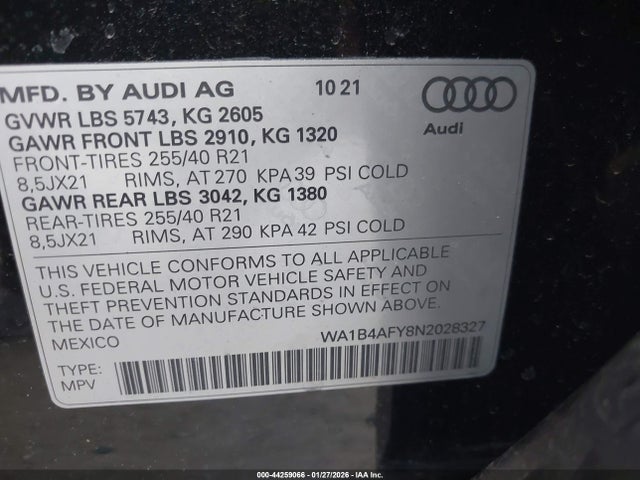 MFD. BY AUDI AG 10 21
GVWR LBS 5743, KG 2605
GAWR FRONT LBS 2910, KG 1320
FRONT-TIRES 255/40 R21
8,5JX21 RIMS, AT 270 KPA 39 PSI COLD
GAWR REAR LBS 3042, KG 1380
REAR-TIRES 255/40 R21
8,5JX21 RIMS, AT 290 KPA 42 PSI COLD
Audi
THIS VEHICLE CONFORMS TO ALL APPLICABLE
U.S. FEDERAL MOTOR VEHICLE SAFETY AND
THEFT PREVENTION STANDARDS IN EFFECT ON
THE DATE OF MANUFACTURE SHOWN ABOVE.
MEXICO WA1B4AFY8N2028327
TYPE:
MPV
000-44259066 - 01/27/2026 - IAA Inc.